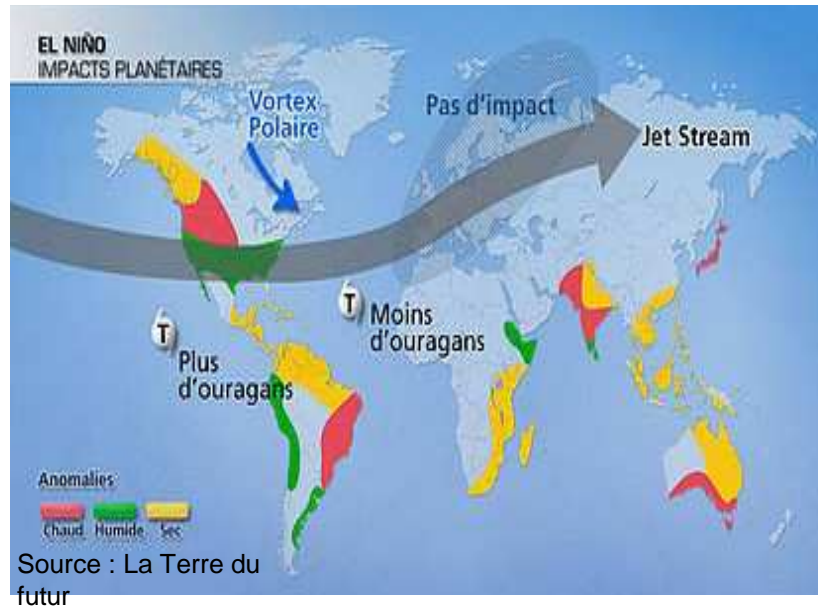 EL NIÑO
IMPACTS PLANÉTAIRES
Vortex
Polaire
Pas d'impact
Jet Stream
T
Moins
d'ouragans
T
Plus
d'ouragans
Anomalies
Chaud Humide Sec
Source : La Terre du
futur